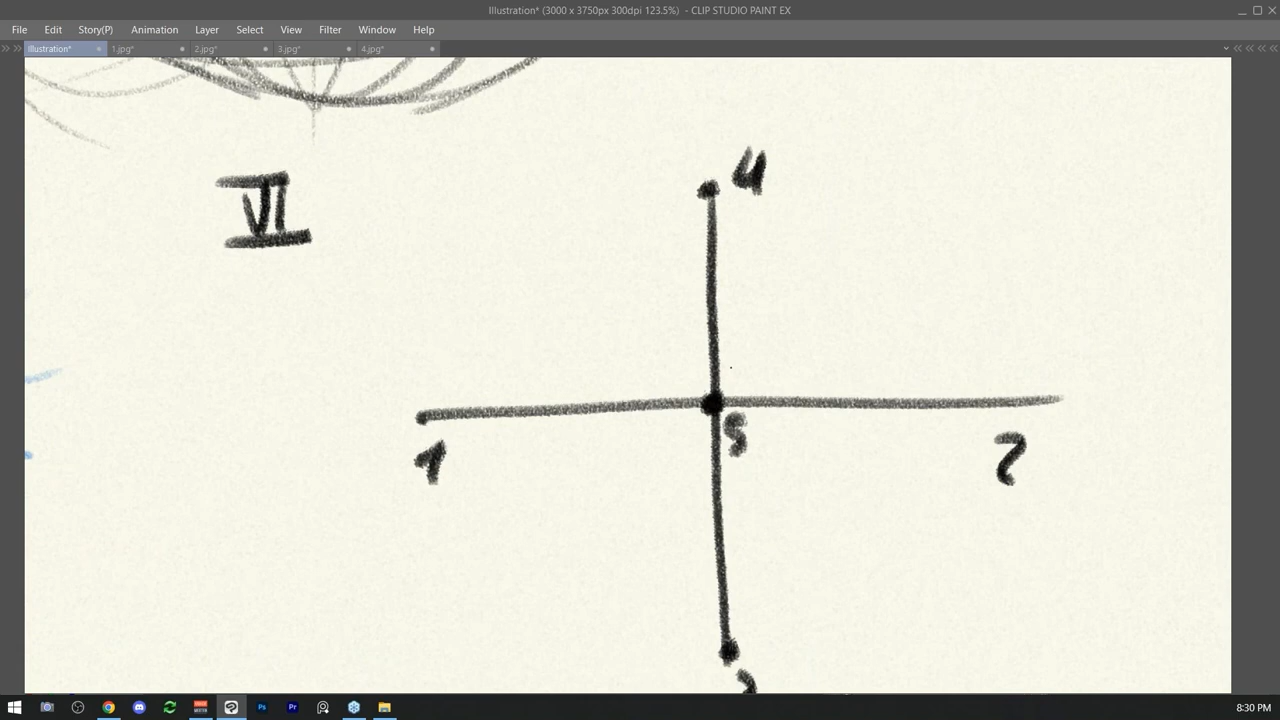 Illustration* (3000 x 3750px 300dpi 123.5%) - CLIP STUDIO PAINT EX
File Edit Story(P) Animation Layer Select View Filter Window Help
Illustration* 1.jpg* 2.jpg* 3.jpg* 4.jpg*
4
VI
5
1 2
8:30 PM